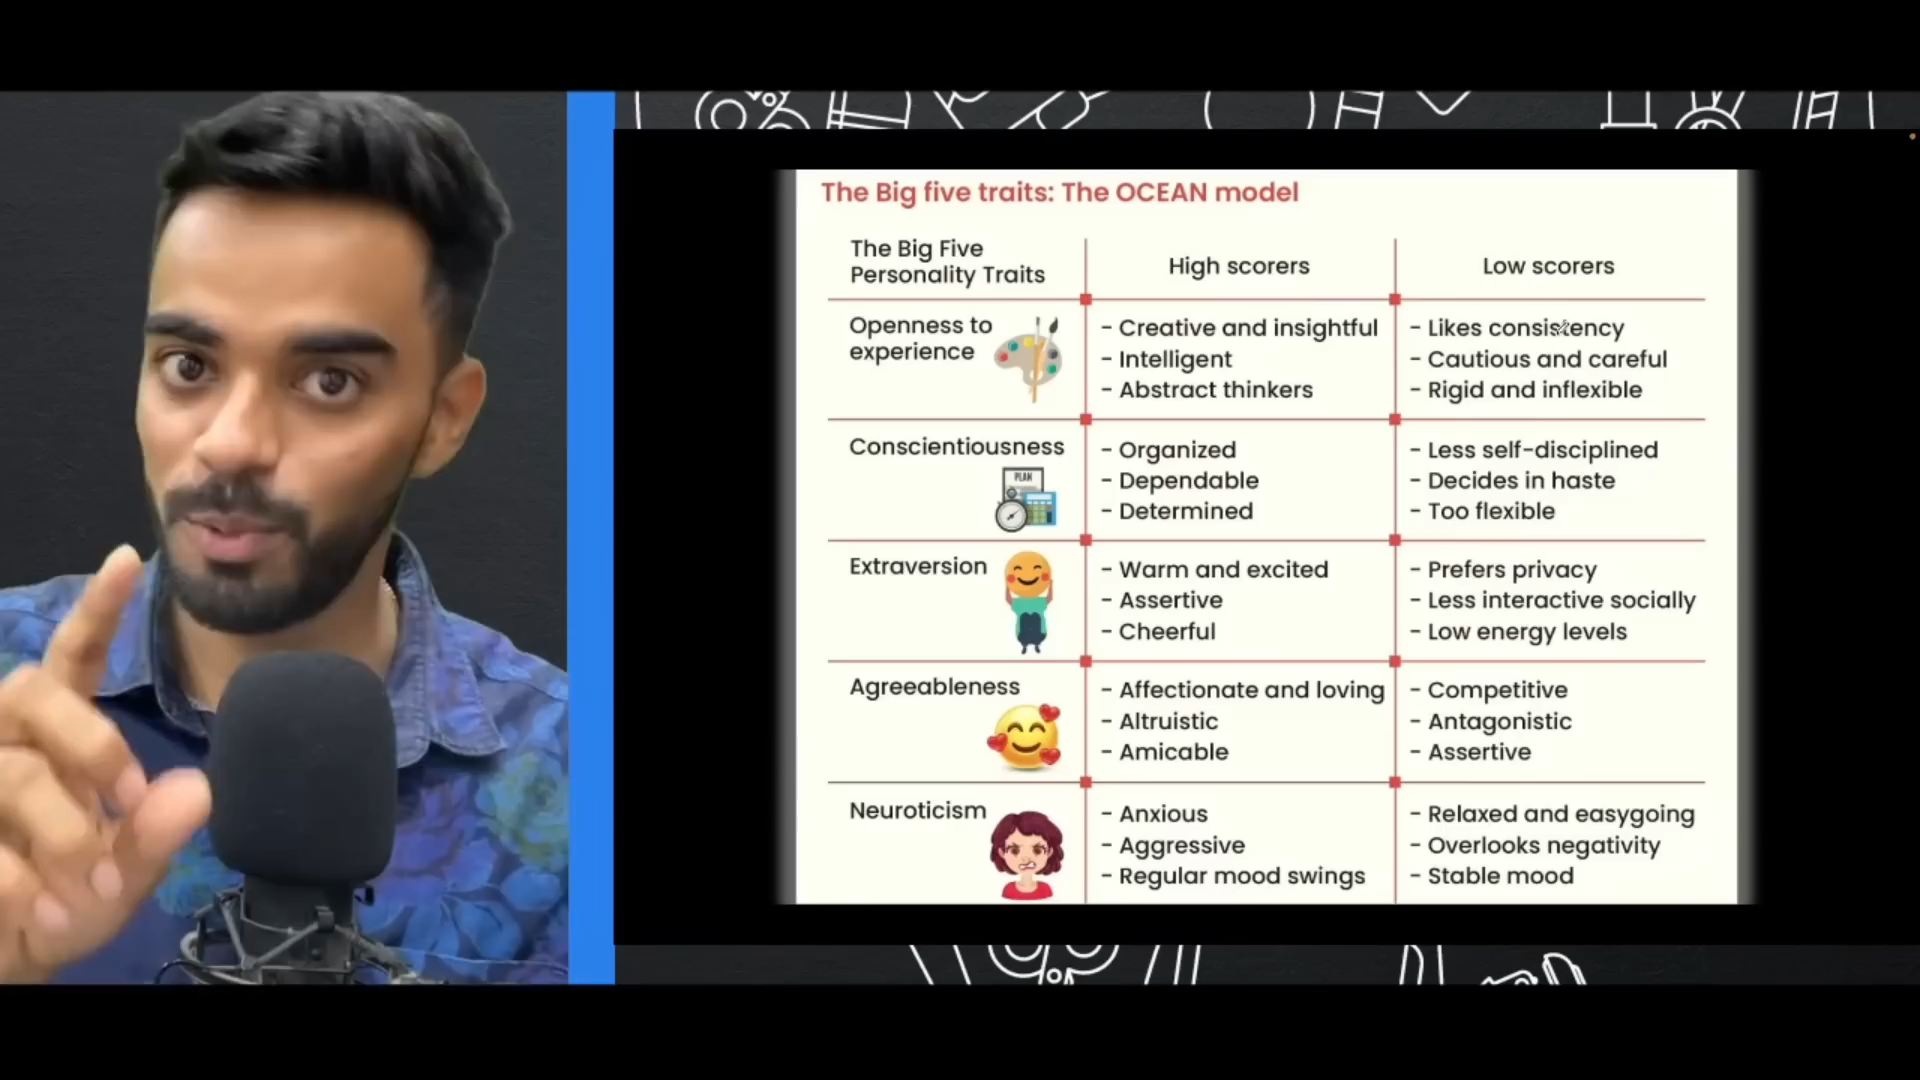 The Big five traits: The OCEAN model
The Big Five
Personality Traits
High scorers
Low scorers
Openness to
experience
- Creative and insightful
- Intelligent
- Abstract thinkers
- Likes consistency
- Cautious and careful
- Rigid and inflexible
Conscientiousness
PLAN
- Organized
- Dependable
- Determined
- Less self-disciplined
- Decides in haste
- Too flexible
Extraversion
- Warm and excited
- Assertive
- Cheerful
- Prefers privacy
- Less interactive socially
- Low energy levels
Agreeableness
- Affectionate and loving
- Altruistic
- Amicable
- Competitive
- Antagonistic
- Assertive
Neuroticism
- Anxious
- Aggressive
- Regular mood swings
- Relaxed and easygoing
- Overlooks negativity
- Stable mood